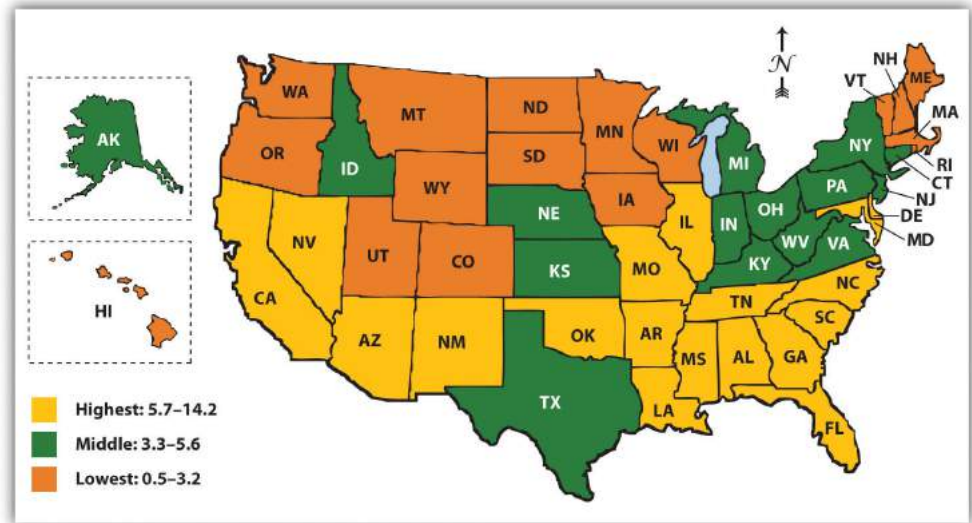 N
NH
VT
ME
WA
MT
ND
MN
MA
AK
OR
ID
SD
WI
MI
NY
WY
RI
CT
IA
PA
NJ
NE
OH
IL
IN
DE
NV
UT
CO
WV
VA
MD
CA
KS
MO
KY
HI
NC
TN
AZ
NM
OK
AR
SC
MS
AL
GA
TX
LA
FL
Highest: 5.7–14.2
Middle: 3.3–5.6
Lowest: 0.5–3.2